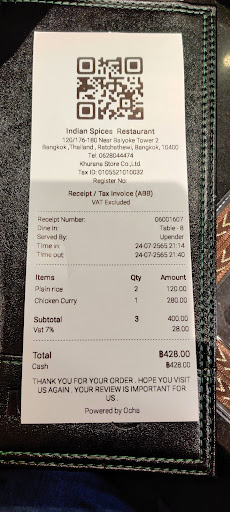 Indian Spices Restaurant
120/176-180 Near Baiyoke Tower 2
Bangkok, Thailand , Ratchathewi, Bangkok, 10400
Tel: 0628044474
Khurana Store Co.,Ltd.
Tax ID: 0105521010032
Register No:
Receipt / Tax Invoice (ABB)
VAT Excluded
Receipt Number: 06001607
Dine In: Table - 8
Served By: Upender
Time in: 24-07-2565 21:14
Time out: 24-07-2565 21:40
Items Qty Amount
Plain rice 2 120.00
Chicken Curry 1 280.00
Subtotal 3 400.00
Vat 7% 28.00
Total ฿428.00
Cash ฿428.00
THANK YOU FOR YOUR ORDER . HOPE YOU VISIT
US AGAIN , YOUR REVIEW IS IMPORTANT FOR
US .
Powered by Ocha